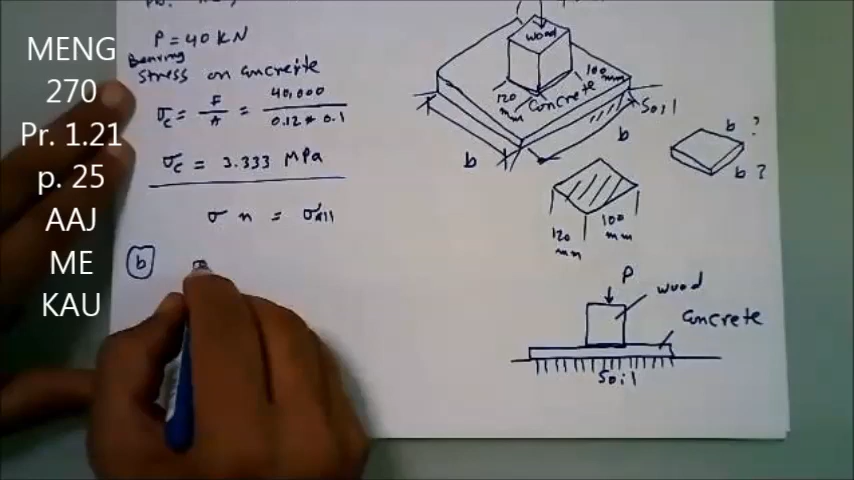 MENG
270
Pr. 1.21
p. 25
AAJ
ME
KAU
P = 40 KN
Bearing
stress on concrete
σc = F/A = 40,000 / 0.12 * 0.1
σc = 3.333 MPa
σ n = σall
b
wood
100
mm
120
mm
Concrete
Soil
b
b
b ?
b ?
120
mm
100
mm
P
wood
Concrete
Soil